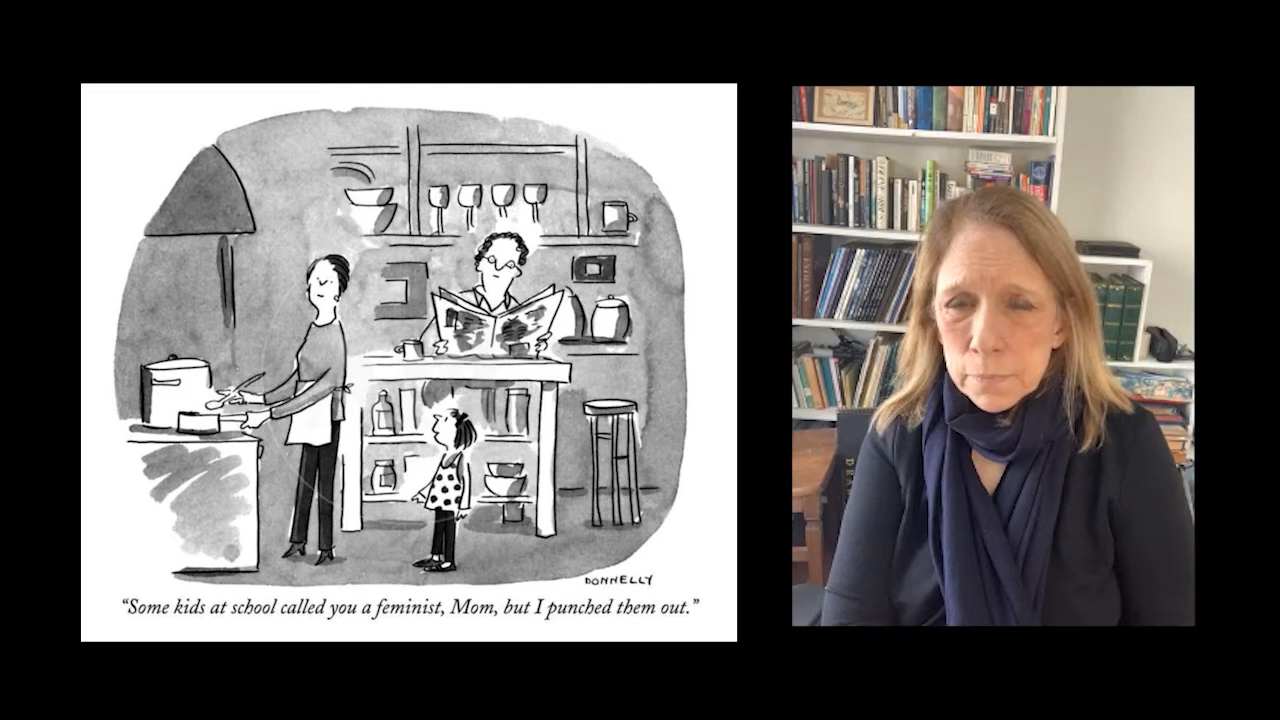 DONNELLY
“Some kids at school called you a feminist, Mom, but I punched them out.”